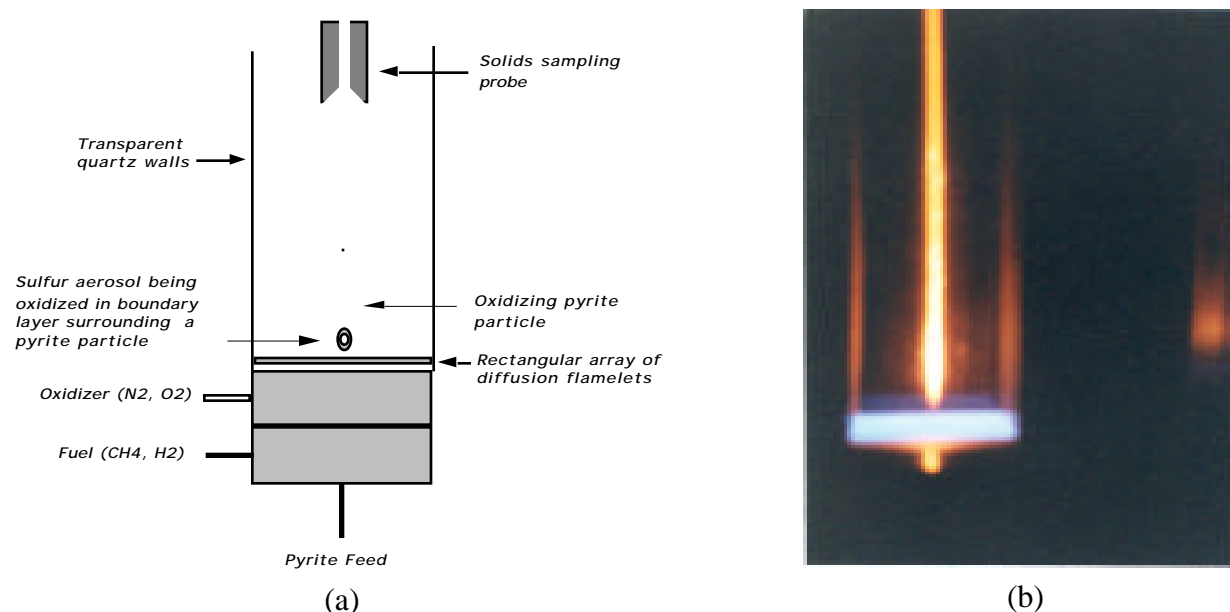 Solids sampling
probe
Transparent
quartz walls
Sulfur aerosol being
oxidized in boundary
layer surrounding a
pyrite particle
Oxidizing pyrite
particle
Rectangular array of
diffusion flamelets
Oxidizer (N2, O2)
Fuel (CH4, H2)
Pyrite Feed
(a)
(b)